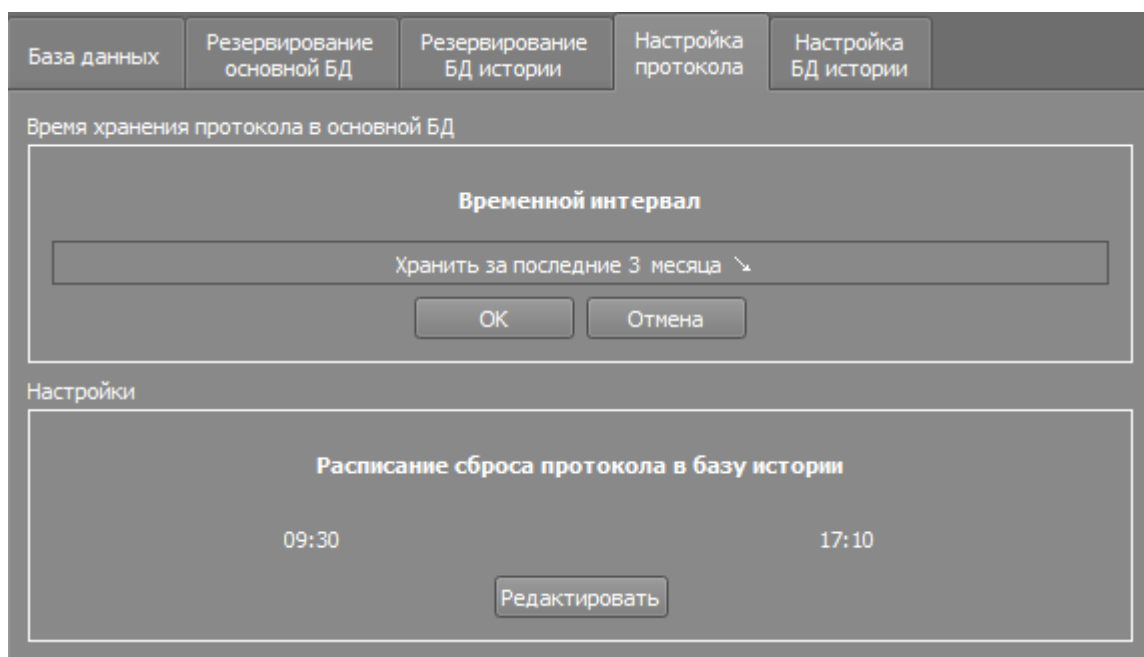 База данных
Резервирование
основной БД
Резервирование
БД истории
Настройка
протокола
Настройка
БД истории
Время хранения протокола в основной БД
Временной интервал
Хранить за последние 3 месяца ↘
ОК
Отмена
Настройки
Расписание сброса протокола в базу истории
09:30
17:10
Редактировать